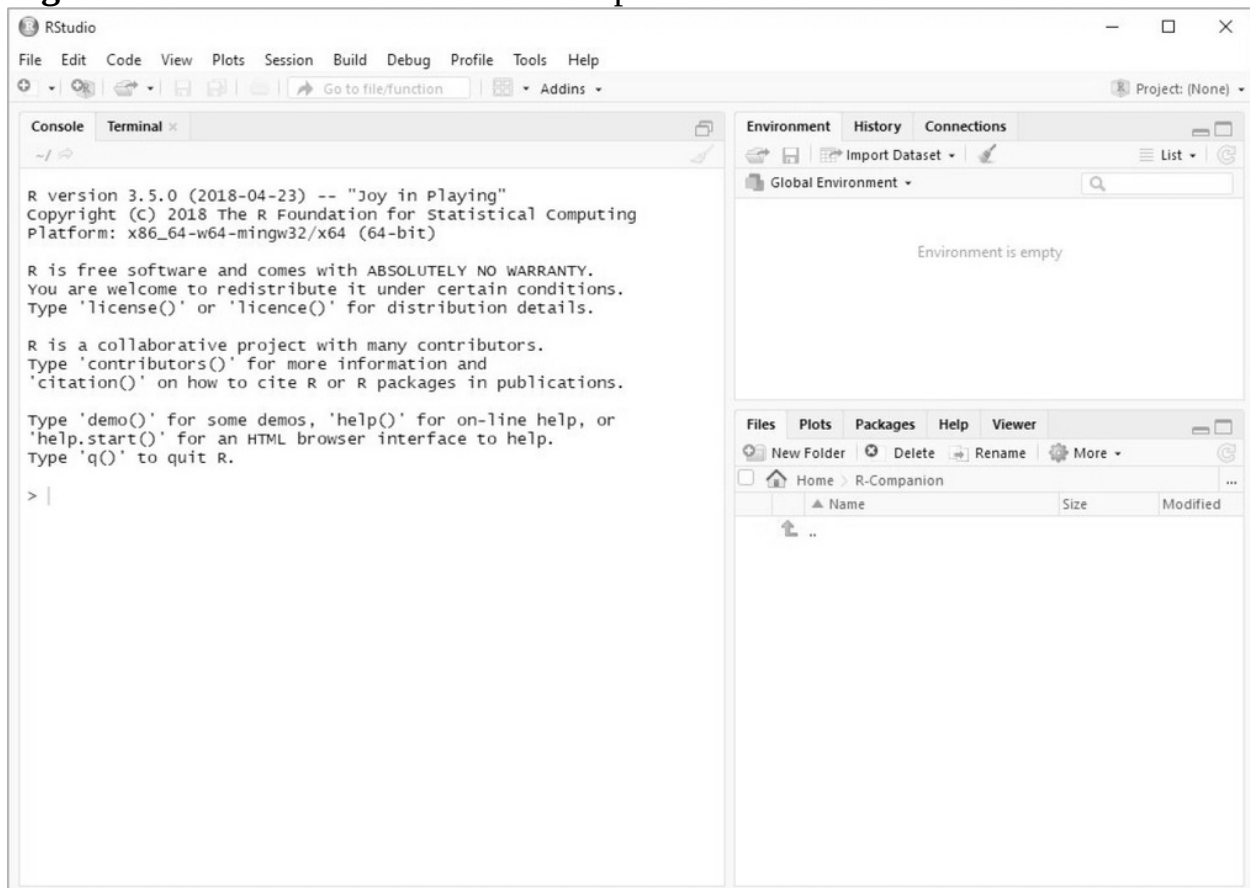 RStudio
File Edit Code View Plots Session Build Debug Profile Tools Help
Go to file/function Addins Project: (None)
Console Terminal
~/
R version 3.5.0 (2018-04-23) -- "Joy in Playing"
Copyright (C) 2018 The R Foundation for Statistical Computing
Platform: x86_64-w64-mingw32/x64 (64-bit)
R is free software and comes with ABSOLUTELY NO WARRANTY.
You are welcome to redistribute it under certain conditions.
Type 'license()' or 'licence()' for distribution details.
R is a collaborative project with many contributors.
Type 'contributors()' for more information and
'citation()' on how to cite R or R packages in publications.
Type 'demo()' for some demos, 'help()' for on-line help, or
'help.start()' for an HTML browser interface to help.
Type 'q()' to quit R.
>
Environment History Connections
Import Dataset List
Global Environment
Environment is empty
Files Plots Packages Help Viewer
New Folder Delete Rename More
Home > R-Companion ...
Name Size Modified
..